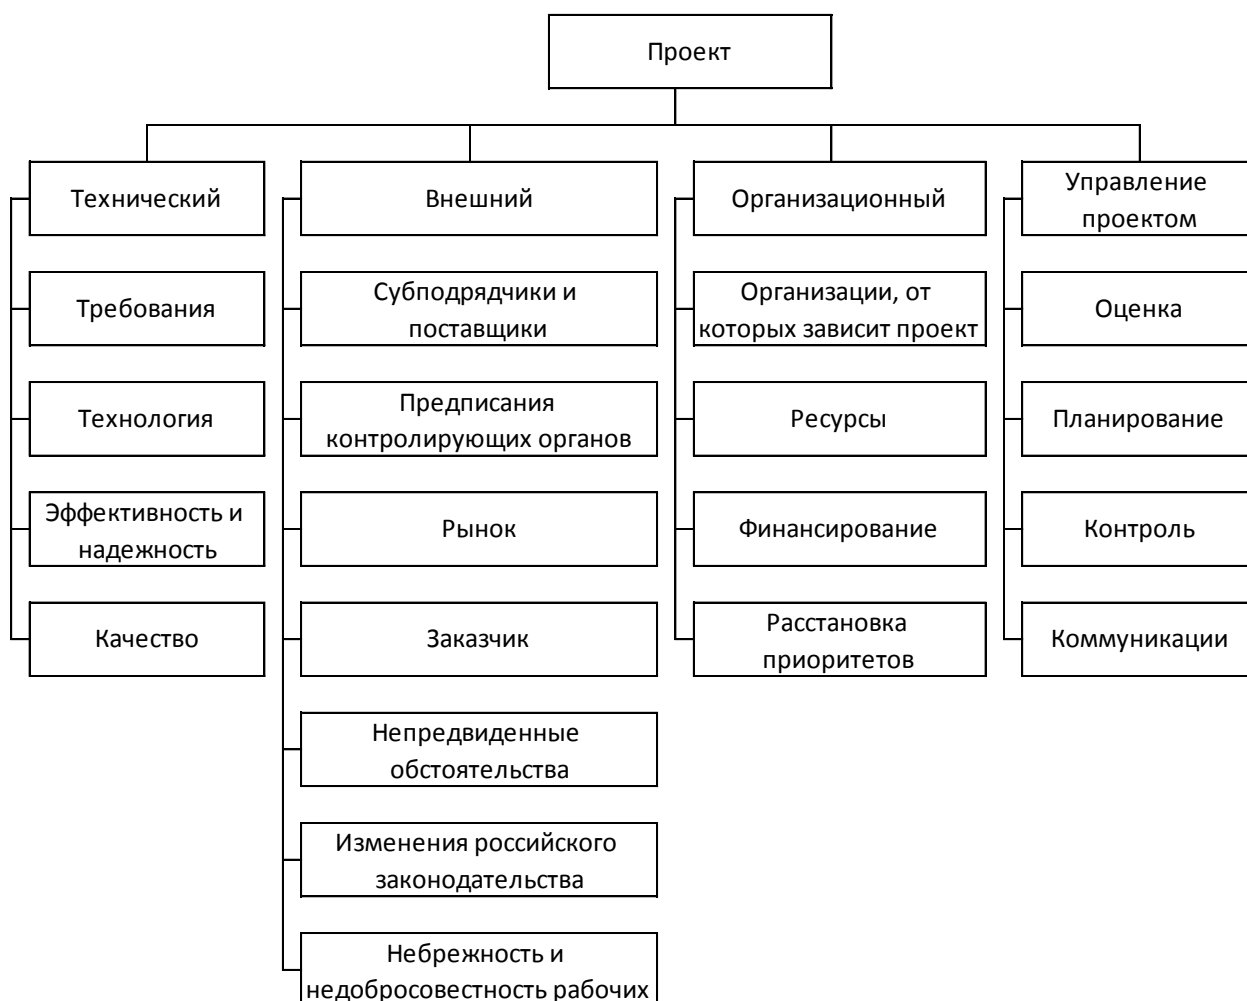 Проект
Технический
Требования
Технология
Эффективность и
надежность
Качество
Внешний
Субподрядчики и
поставщики
Предписания
контролирующих органов
Рынок
Заказчик
Непредвиденные
обстоятельства
Изменения российского
законодательства
Небрежность и
недобросовестность рабочих
Организационный
Организации, от
которых зависит проект
Ресурсы
Финансирование
Расстановка
приоритетов
Управление
проектом
Оценка
Планирование
Контроль
Коммуникации